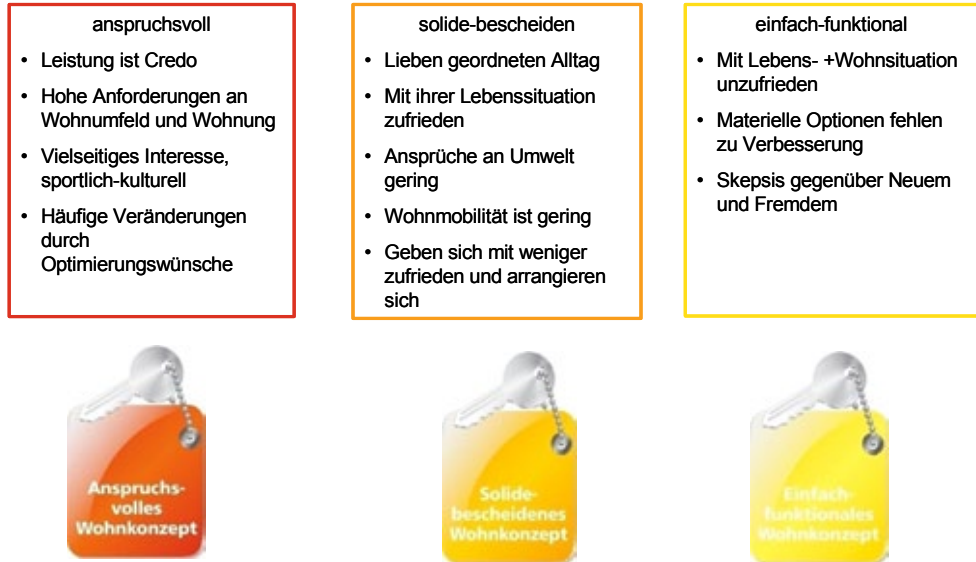 anspruchsvoll
• Leistung ist Credo
• Hohe Anforderungen an
Wohnumfeld und Wohnung
• Vielseitiges Interesse,
sportlich-kulturell
• Häufige Veränderungen
durch
Optimierungswünsche
solide-bescheiden
• Lieben geordneten Alltag
• Mit ihrer Lebenssituation
zufrieden
• Ansprüche an Umwelt
gering
• Wohnmobilität ist gering
• Geben sich mit weniger
zufrieden und arrangieren
sich
einfach-funktional
• Mit Lebens- +Wohnsituation
unzufrieden
• Materielle Optionen fehlen
zu Verbesserung
• Skepsis gegenüber Neuem
und Fremdem
Anspruchs-
volles
Wohnkonzept
Solide-
bescheidenes
Wohnkonzept
Einfach-
funktionales
Wohnkonzept